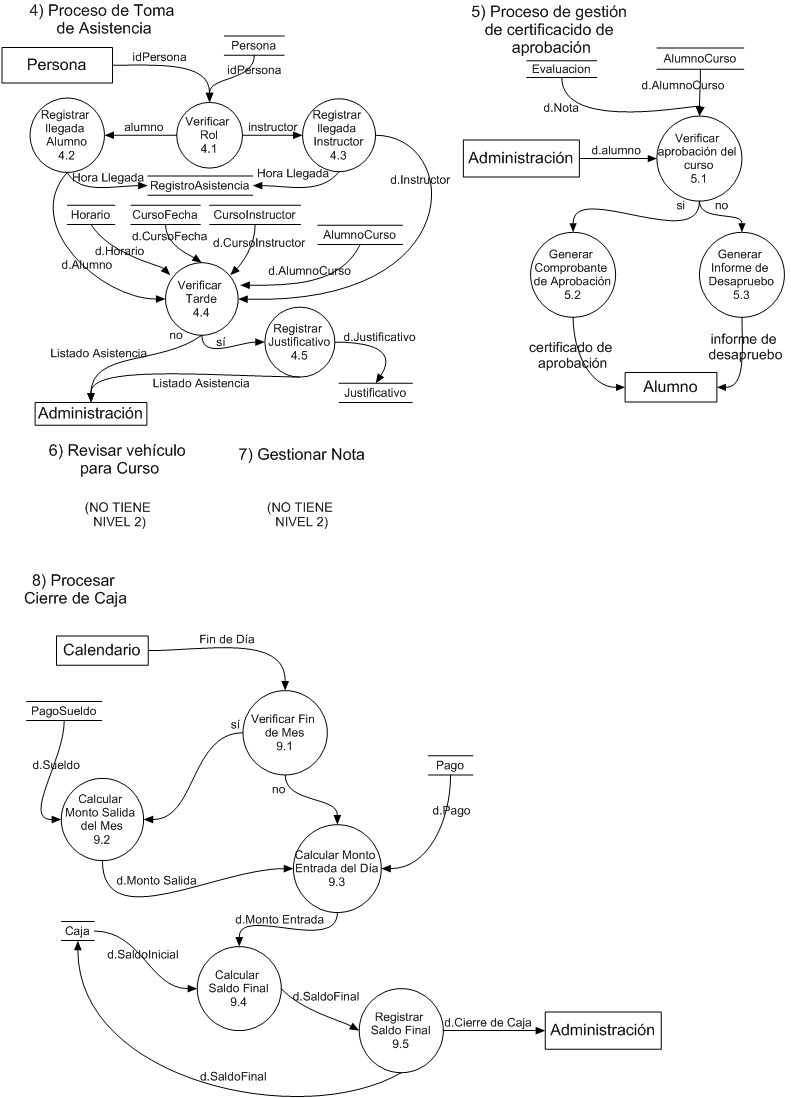 4) Proceso de Toma
de Asistencia
Persona
idPersona
Persona
idPersona
Registrar
llegada
Alumno
4.2
alumno
Verificar
Rol
4.1
instructor
Registrar
llegada
Instructor
4.3
Hora Llegada
RegistroAsistencia
Hora Llegada
d.Instructor
Horario
CursoFecha
CursoInstructor
AlumnoCurso
d.Horario
d.CursoFecha
d.CursoInstructor
d.Alumno
d.AlumnoCurso
Verificar
Tarde
4.4
no
sí
Registrar
Justificativo
4.5
d.Justificativo
Listado Asistencia
Listado Asistencia
Justificativo
Administración
5) Proceso de gestión
de certificacido de
aprobación
Evaluacion
AlumnoCurso
d.AlumnoCurso
d.Nota
Administración
d.alumno
Verificar
aprobación del
curso
5.1
si
no
Generar
Comprobante
de Aprobación
5.2
Generar
Informe de
Desapruebo
5.3
certificado de
aprobación
informe de
desapruebo
Alumno
6) Revisar vehículo
para Curso
(NO TIENE
NIVEL 2)
7) Gestionar Nota
(NO TIENE
NIVEL 2)
8) Procesar
Cierre de Caja
Calendario
Fin de Día
PagoSueldo
sí
Verificar Fin
de Mes
9.1
d.Sueldo
no
Pago
d.Pago
Calcular
Monto Salida
del Mes
9.2
Calcular Monto
Entrada del Día
9.3
d.Monto Salida
d.Monto Entrada
Caja
d.SaldoInicial
Calcular
Saldo Final
9.4
d.SaldoFinal
Registrar
Saldo Final
9.5
d.Cierre de Caja
Administración
d.SaldoFinal